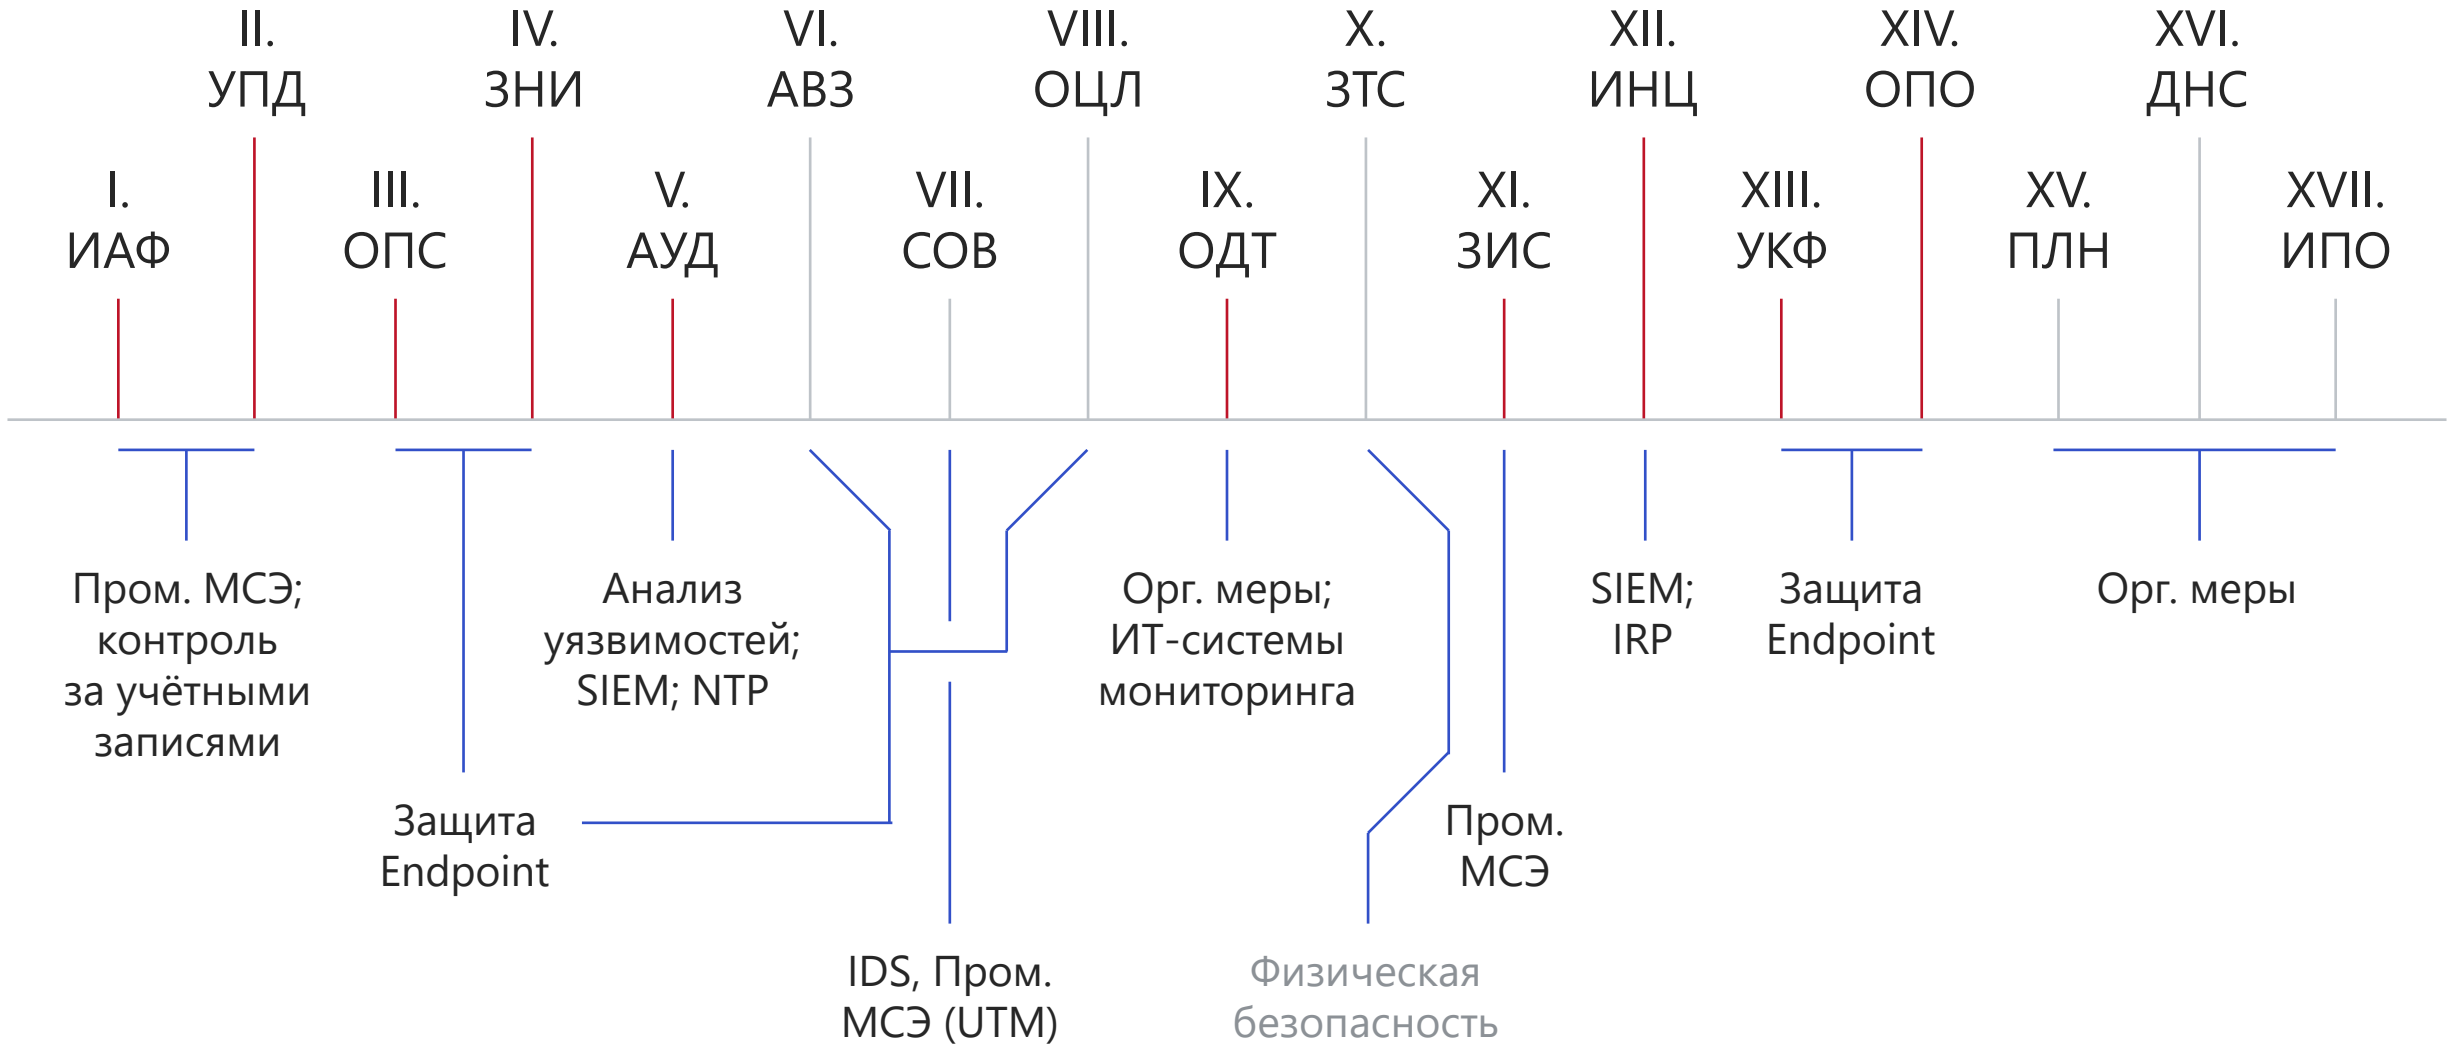 II.
УПД
IV.
ЗНИ
VI.
АВЗ
VIII.
ОЦЛ
X.
ЗТС
XII.
ИНЦ
XIV.
ОПО
XVI.
ДНС
I.
ИАФ
III.
ОПС
V.
АУД
VII.
СОВ
IX.
ОДТ
XI.
ЗИС
XIII.
УКФ
XV.
ПЛН
XVII.
ИПО
Пром. МСЭ;
контроль
за учётными
записями
Анализ
уязвимостей;
SIEM; NTP
Орг. меры;
ИТ-системы
мониторинга
SIEM;
IRP
Защита
Endpoint
Орг. меры
Защита
Endpoint
Пром.
МСЭ
IDS, Пром.
МСЭ (UTM)
Физическая
безопасность